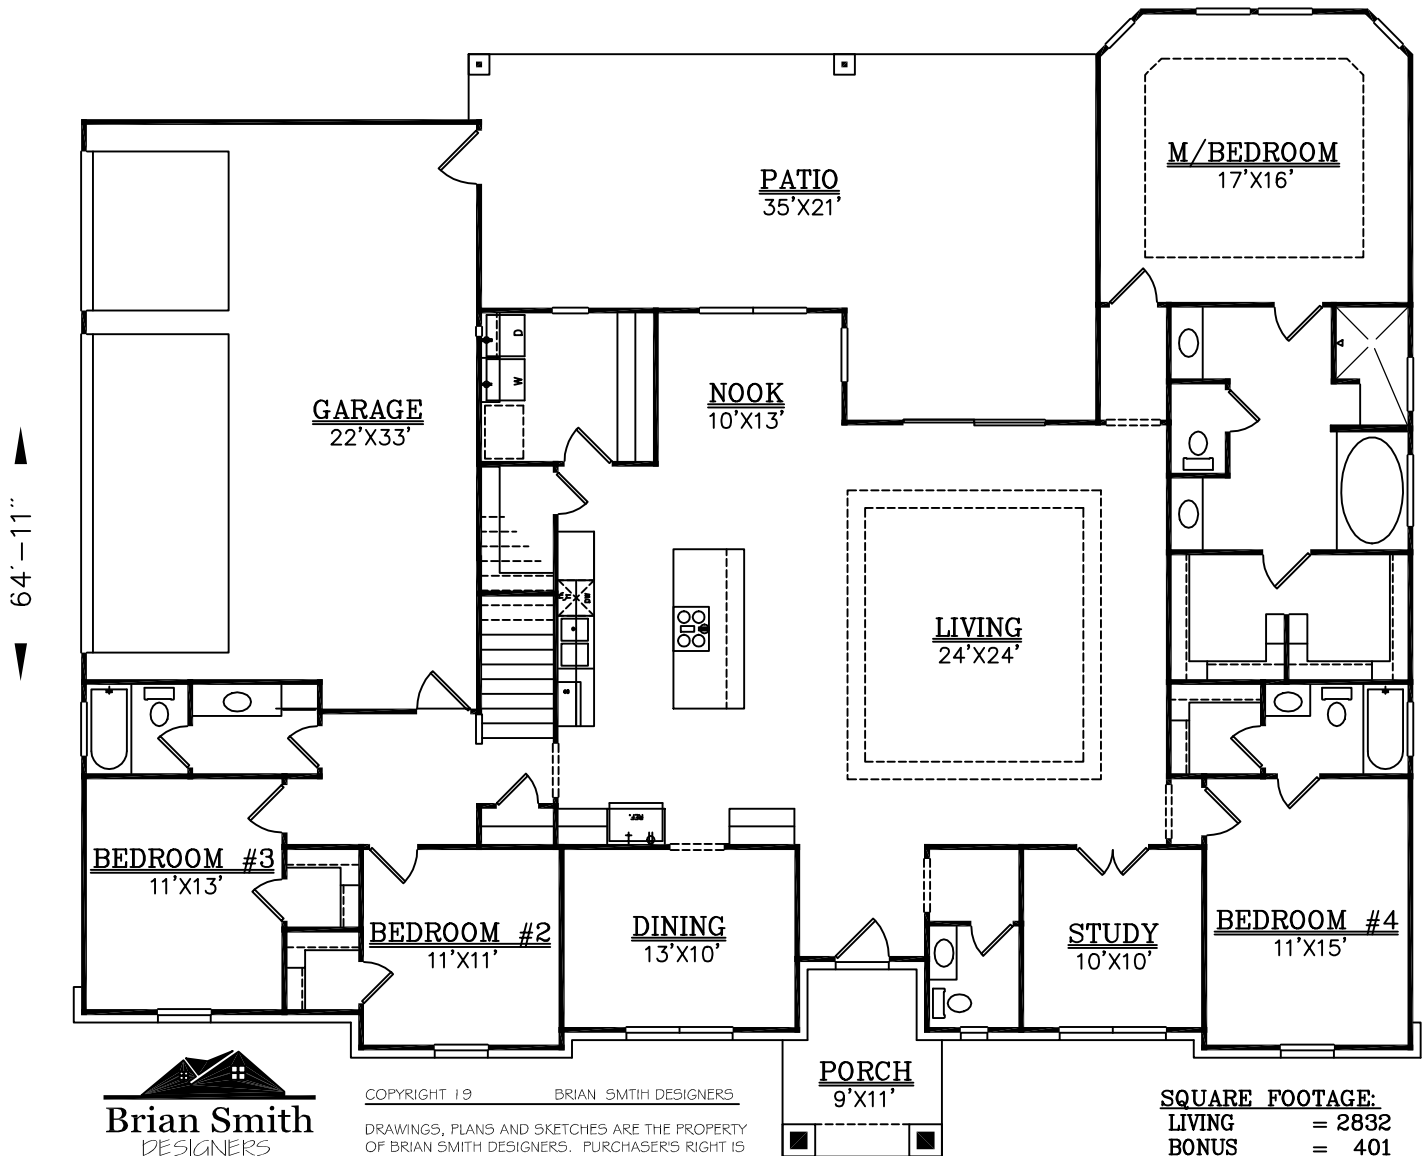 M/BEDROOM
17'X16'
PATIO
35'X21'
D
W
NOOK
10'X13'
GARAGE
22'X33'
64'-11"
LIVING
24'X24'
DW
S
REF.
BEDROOM #3
11'X13'
BEDROOM #2
11'X11'
DINING
13'X10'
STUDY
10'X10'
BEDROOM #4
11'X15'
PORCH
9'X11'
Brian Smith
DESIGNERS
COPYRIGHT 19 BRIAN SMTIH DESIGNERS
DRAWINGS, PLANS AND SKETCHES ARE THE PROPERTY
OF BRIAN SMITH DESIGNERS. PURCHASER'S RIGHT IS
SQUARE FOOTAGE:
LIVING = 2832
BONUS = 401